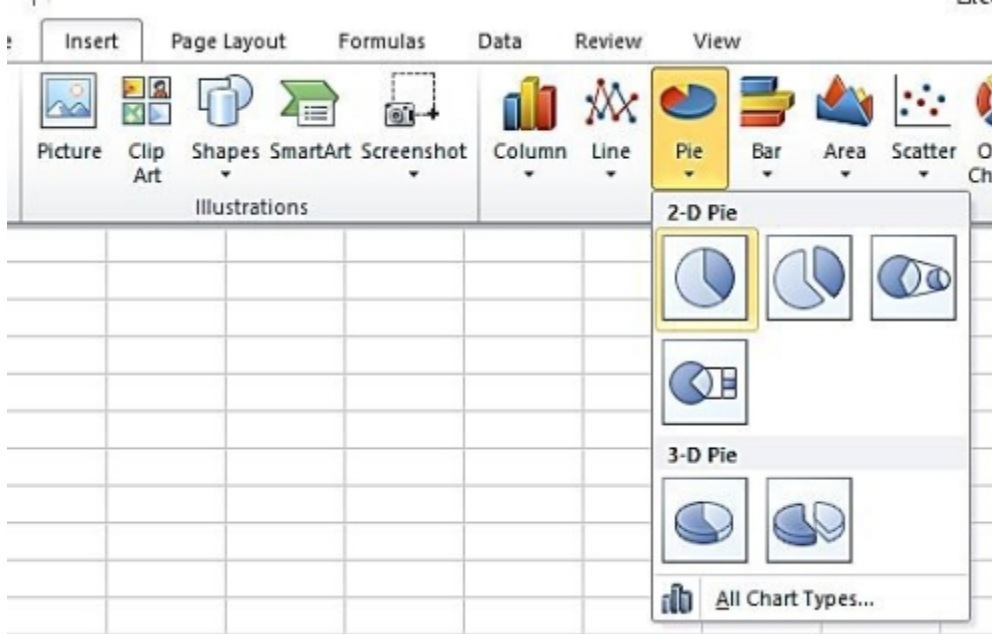 Insert Page Layout Formulas Data Review View
Picture Clip Art Shapes SmartArt Screenshot Column Line Pie Bar Area Scatter
Illustrations
2-D Pie
3-D Pie
All Chart Types...